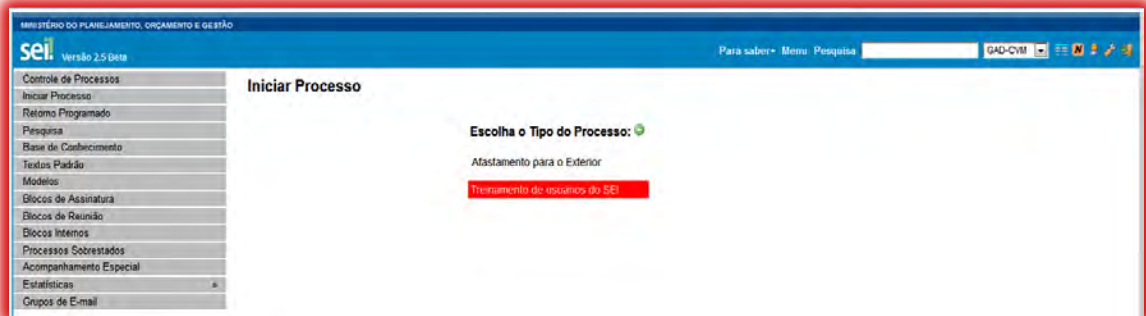 MINISTÉRIO DO PLANEJAMENTO, ORÇAMENTO E GESTÃO
sei! Versão 2.5 Beta
Para saber+ Menu Pesquisa GAD-CVM
Controle de Processos
Iniciar Processo
Retorno Programado
Pesquisa
Base de Conhecimento
Textos Padrão
Modelos
Blocos de Assinatura
Blocos de Reunião
Blocos Internos
Processos Sobrestados
Acompanhamento Especial
Estatísticas
Grupos de E-mail
Iniciar Processo
Escolha o Tipo do Processo:
Afastamento para o Exterior
Treinamento de usuários do SEI